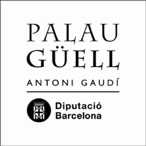 PALAU
GÜELL
ANTONI GAUDÍ
Diputació
Barcelona